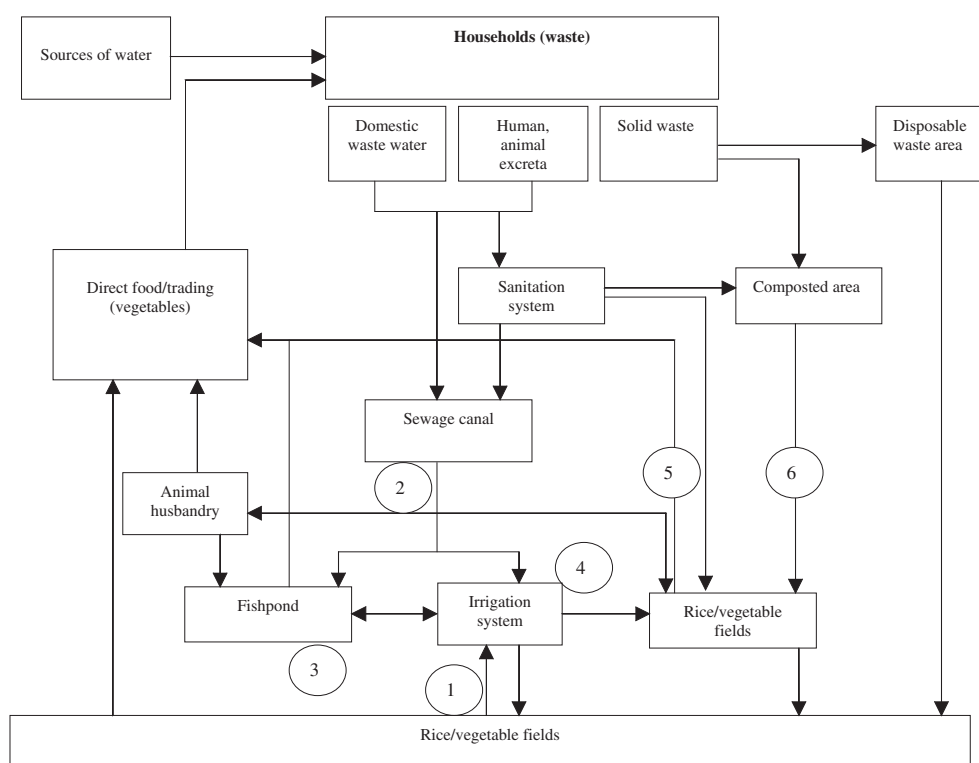 Households (waste)
Sources of water
Domestic
waste water
Human,
animal
excreta
Solid waste
Disposable
waste area
Direct food/trading
(vegetables)
Sanitation
system
Composted area
Sewage canal
2
5
6
Animal
husbandry
4
Fishpond
Irrigation
system
Rice/vegetable
fields
3
1
Rice/vegetable fields